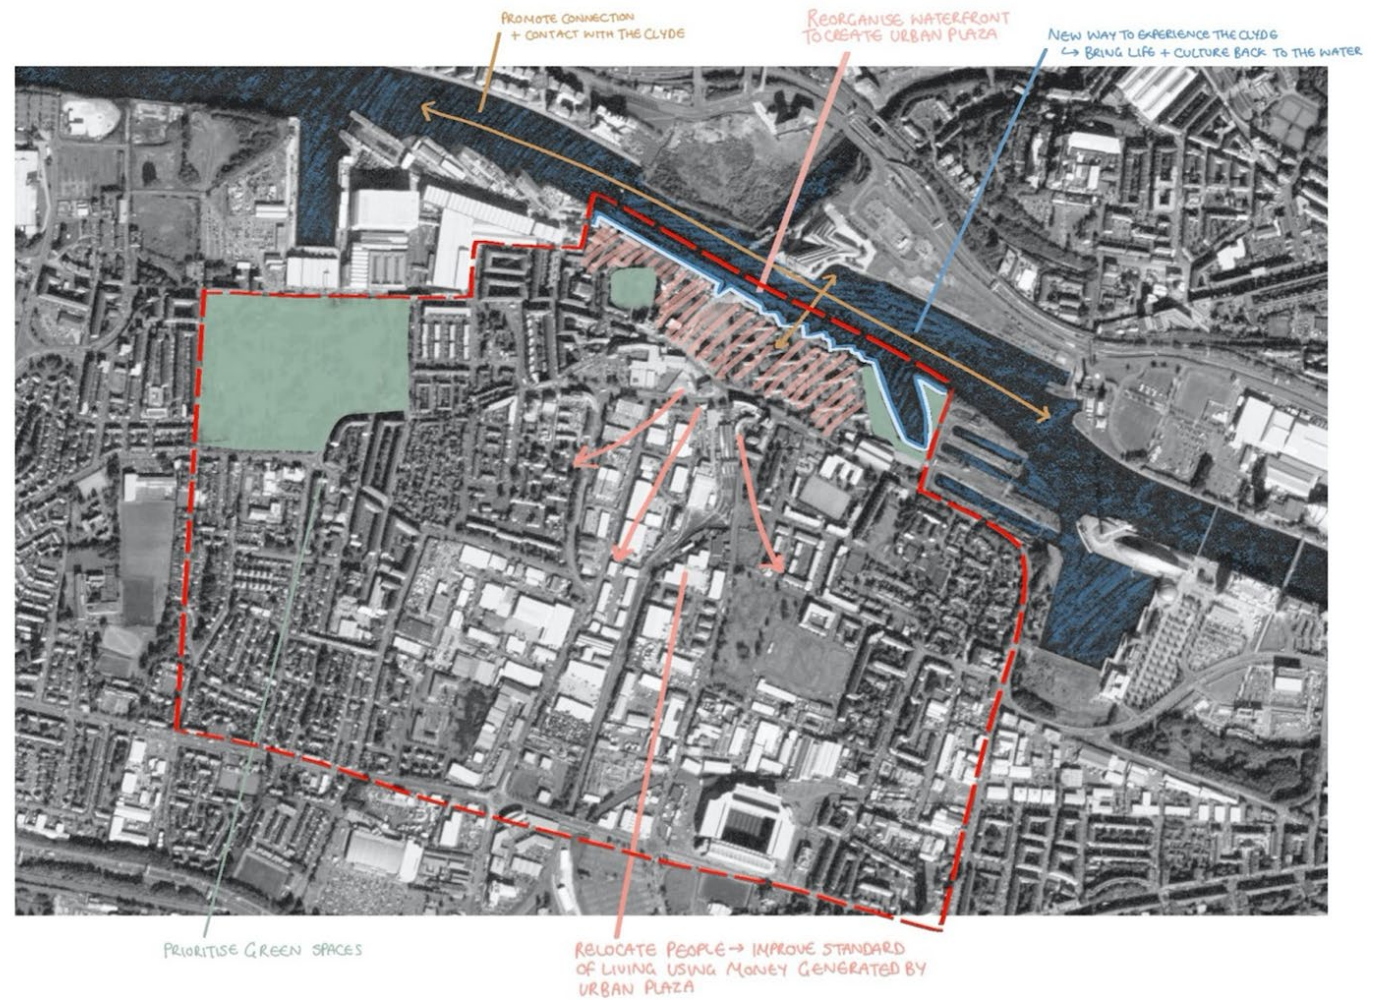 PROMOTE CONNECTION
+ CONTACT WITH THE CLYDE
REORGANISE WATERFRONT
TO CREATE URBAN PLAZA
NEW WAY TO EXPERIENCE THE CLYDE
↳ BRING LIFE + CULTURE BACK TO THE WATER
PRIORITISE GREEN SPACES
RELOCATE PEOPLE → IMPROVE STANDARD
OF LIVING USING MONEY GENERATED BY
URBAN PLAZA